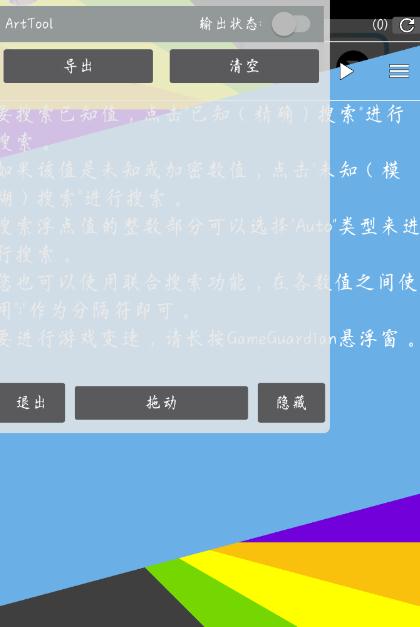 ArtTool 输出状态: (0)
导出 清空
要搜索已知值，点击"已知（精确）搜索"进行
搜索。
如果该值是未知或加密数值，点击"未知（模
糊）搜索"进行搜索。
搜索浮点值的整数部分可以选择"Auto"类型来进
行搜索。
您也可以使用联合搜索功能，在各数值之间使
用";"作为分隔符即可。
要进行游戏变速，请长按GameGuardian悬浮窗。
退出 拖动 隐藏